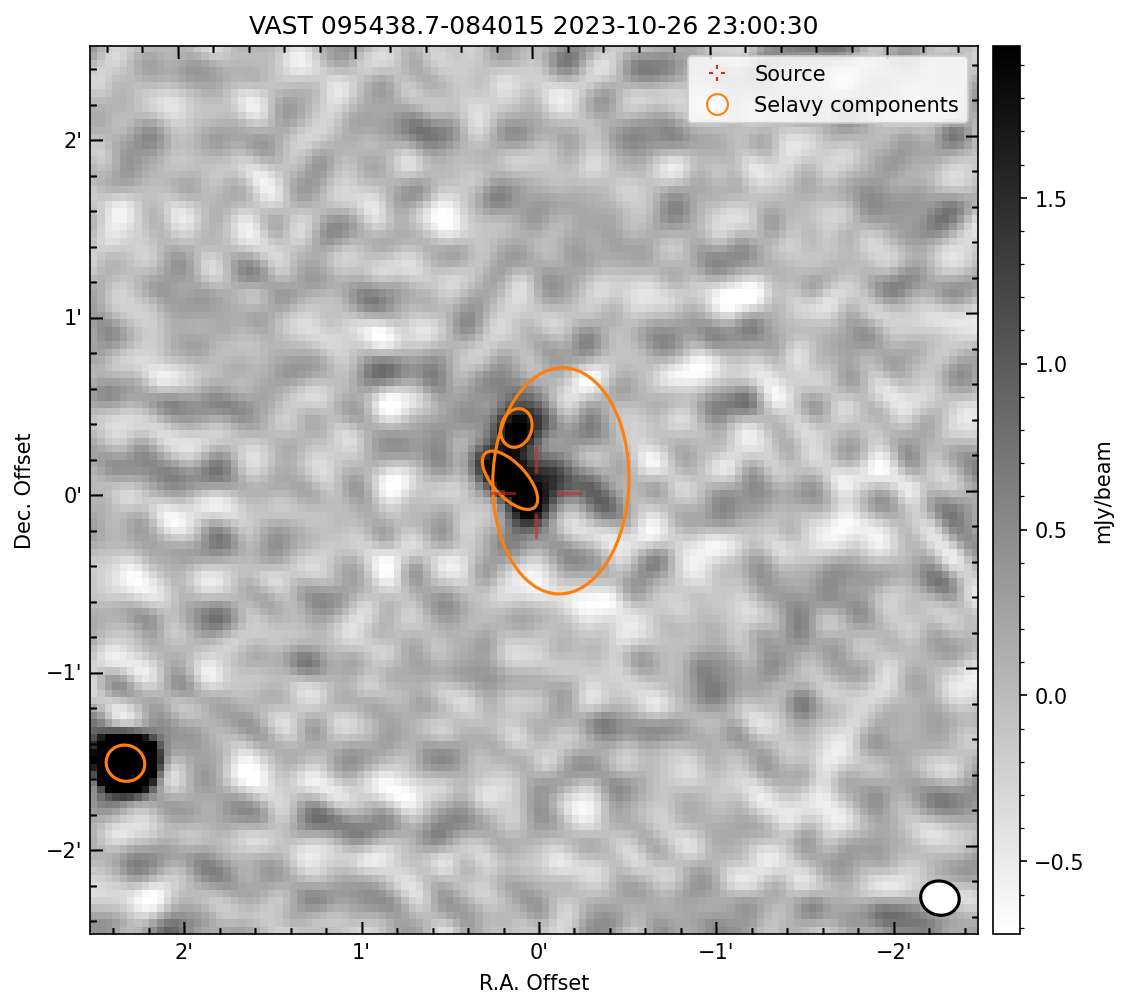 VAST 095438.7-084015 2023-10-26 23:00:30
Source
Selavy components
2'
1'
0'
−1'
−2'
Dec. Offset
2'
1'
0'
−1'
−2'
R.A. Offset
1.5
1.0
0.5
0.0
−0.5
mJy/beam